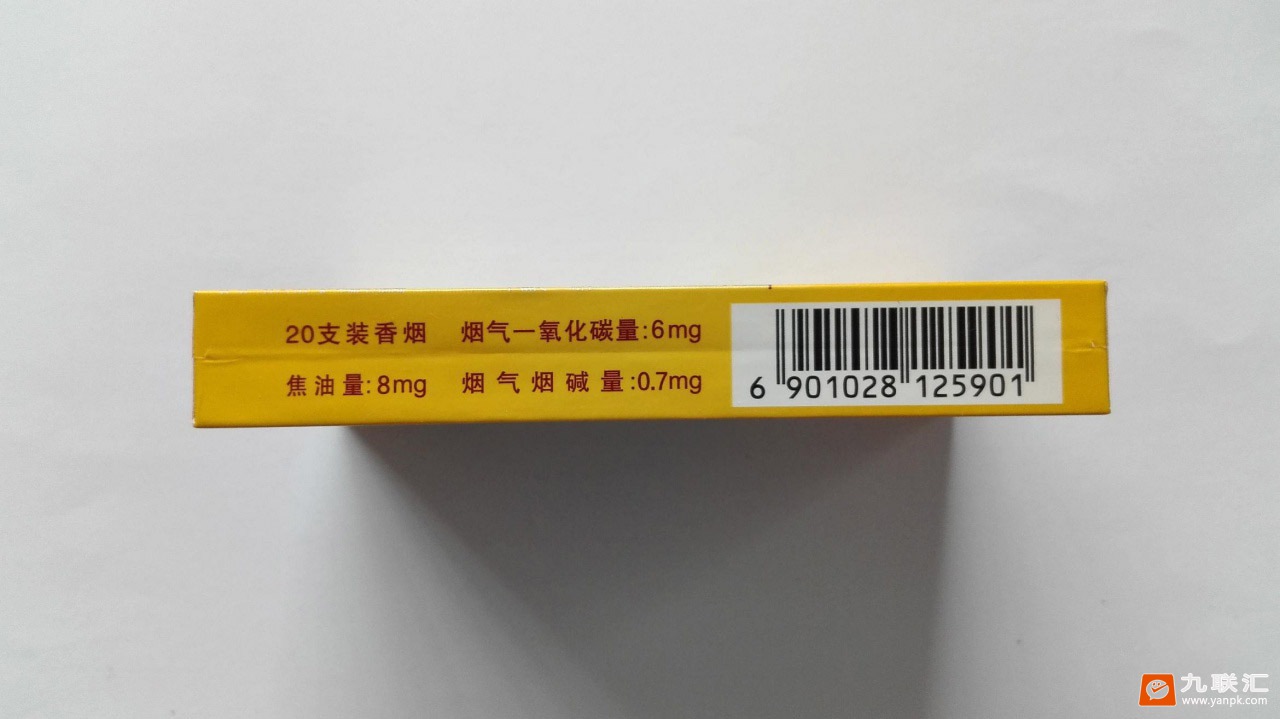 20支装香烟 烟气一氧化碳量:6mg
焦油量:8mg 烟气烟碱量:0.7mg
6 901028 125901
九联汇
www.yanpk.com